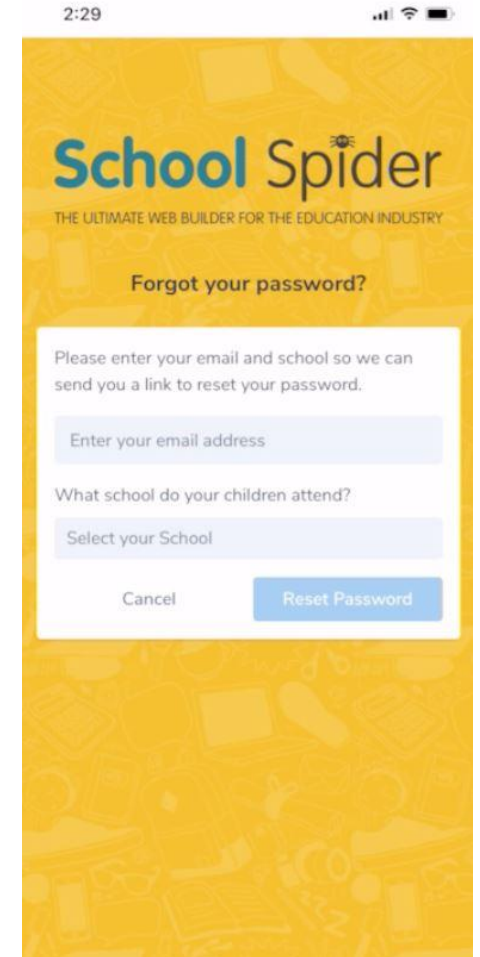 2:29
School Spider
THE ULTIMATE WEB BUILDER FOR THE EDUCATION INDUSTRY
Forgot your password?
Please enter your email and school so we can
send you a link to reset your password.
Enter your email address
What school do your children attend?
Select your School
Cancel Reset Password